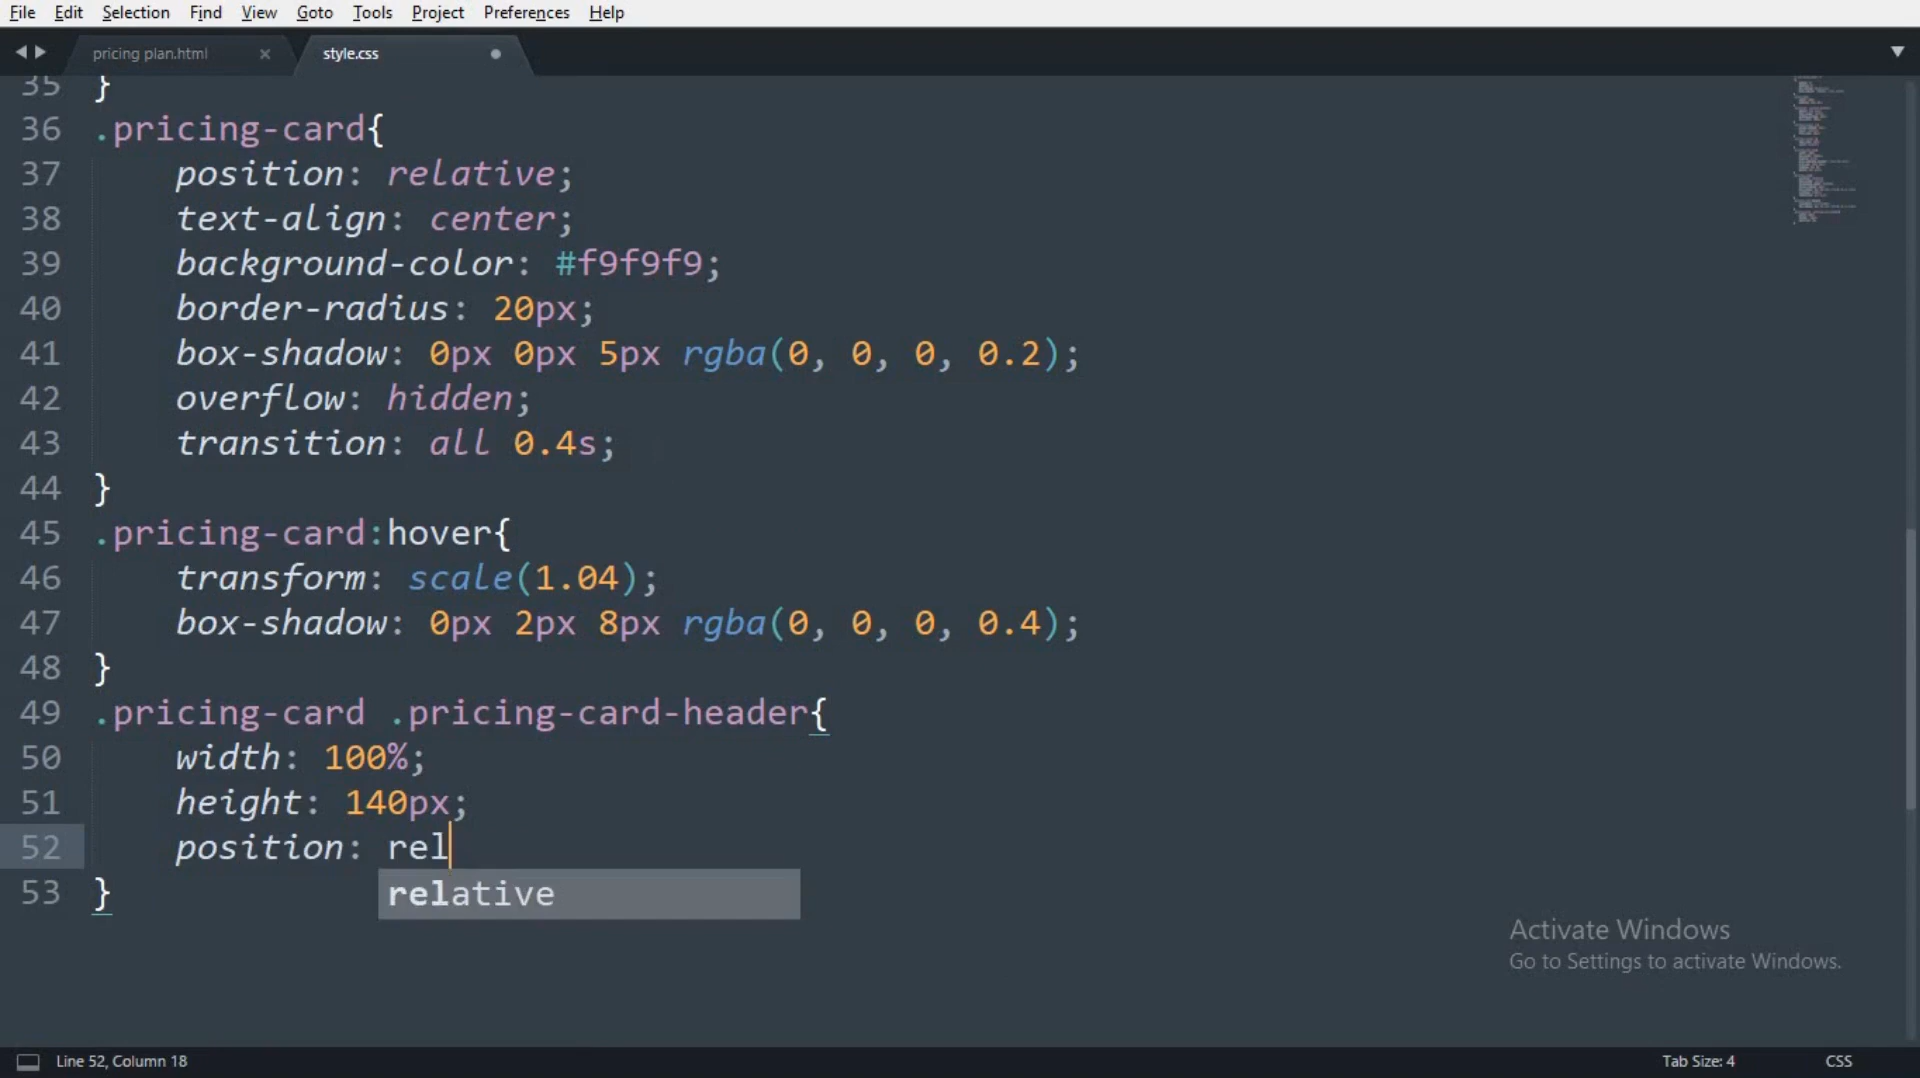 File Edit Selection Find View Goto Tools Project Preferences Help
pricing plan.html × style.css
35 }
36 .pricing-card{
37 position: relative;
38 text-align: center;
39 background-color: #f9f9f9;
40 border-radius: 20px;
41 box-shadow: 0px 0px 5px rgba(0, 0, 0, 0.2);
42 overflow: hidden;
43 transition: all 0.4s;
44 }
45 .pricing-card:hover{
46 transform: scale(1.04);
47 box-shadow: 0px 2px 8px rgba(0, 0, 0, 0.4);
48 }
49 .pricing-card .pricing-card-header{
50 width: 100%;
51 height: 140px;
52 position: rel
relative
53 }
Activate Windows
Go to Settings to activate Windows.
Line 52, Column 18 Tab Size: 4 CSS